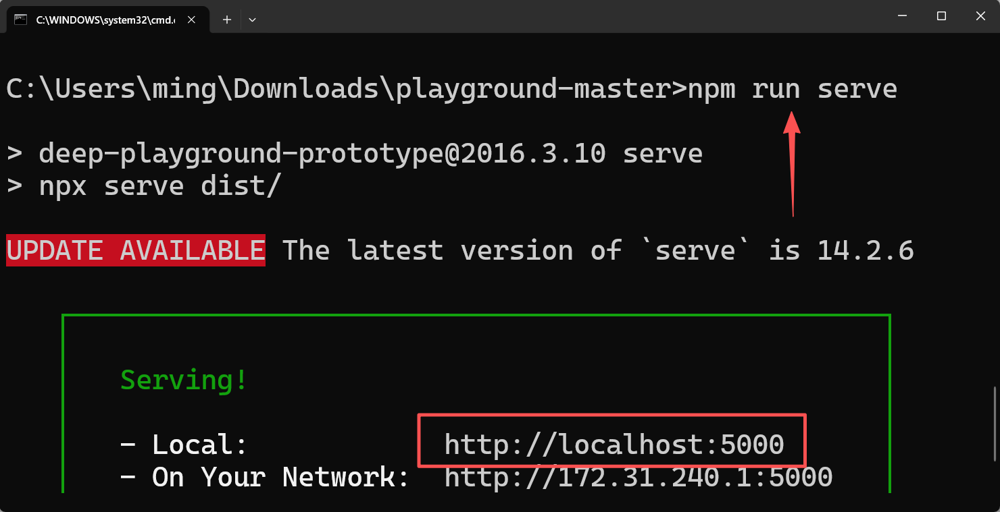 C:\WINDOWS\system32\cmd.
C:\Users\ming\Downloads\playground-master>npm run serve
> deep-playground-prototype@2016.3.10 serve
> npx serve dist/
UPDATE AVAILABLE The latest version of `serve` is 14.2.6
Serving!
- Local: http://localhost:5000
- On Your Network: http://172.31.240.1:5000